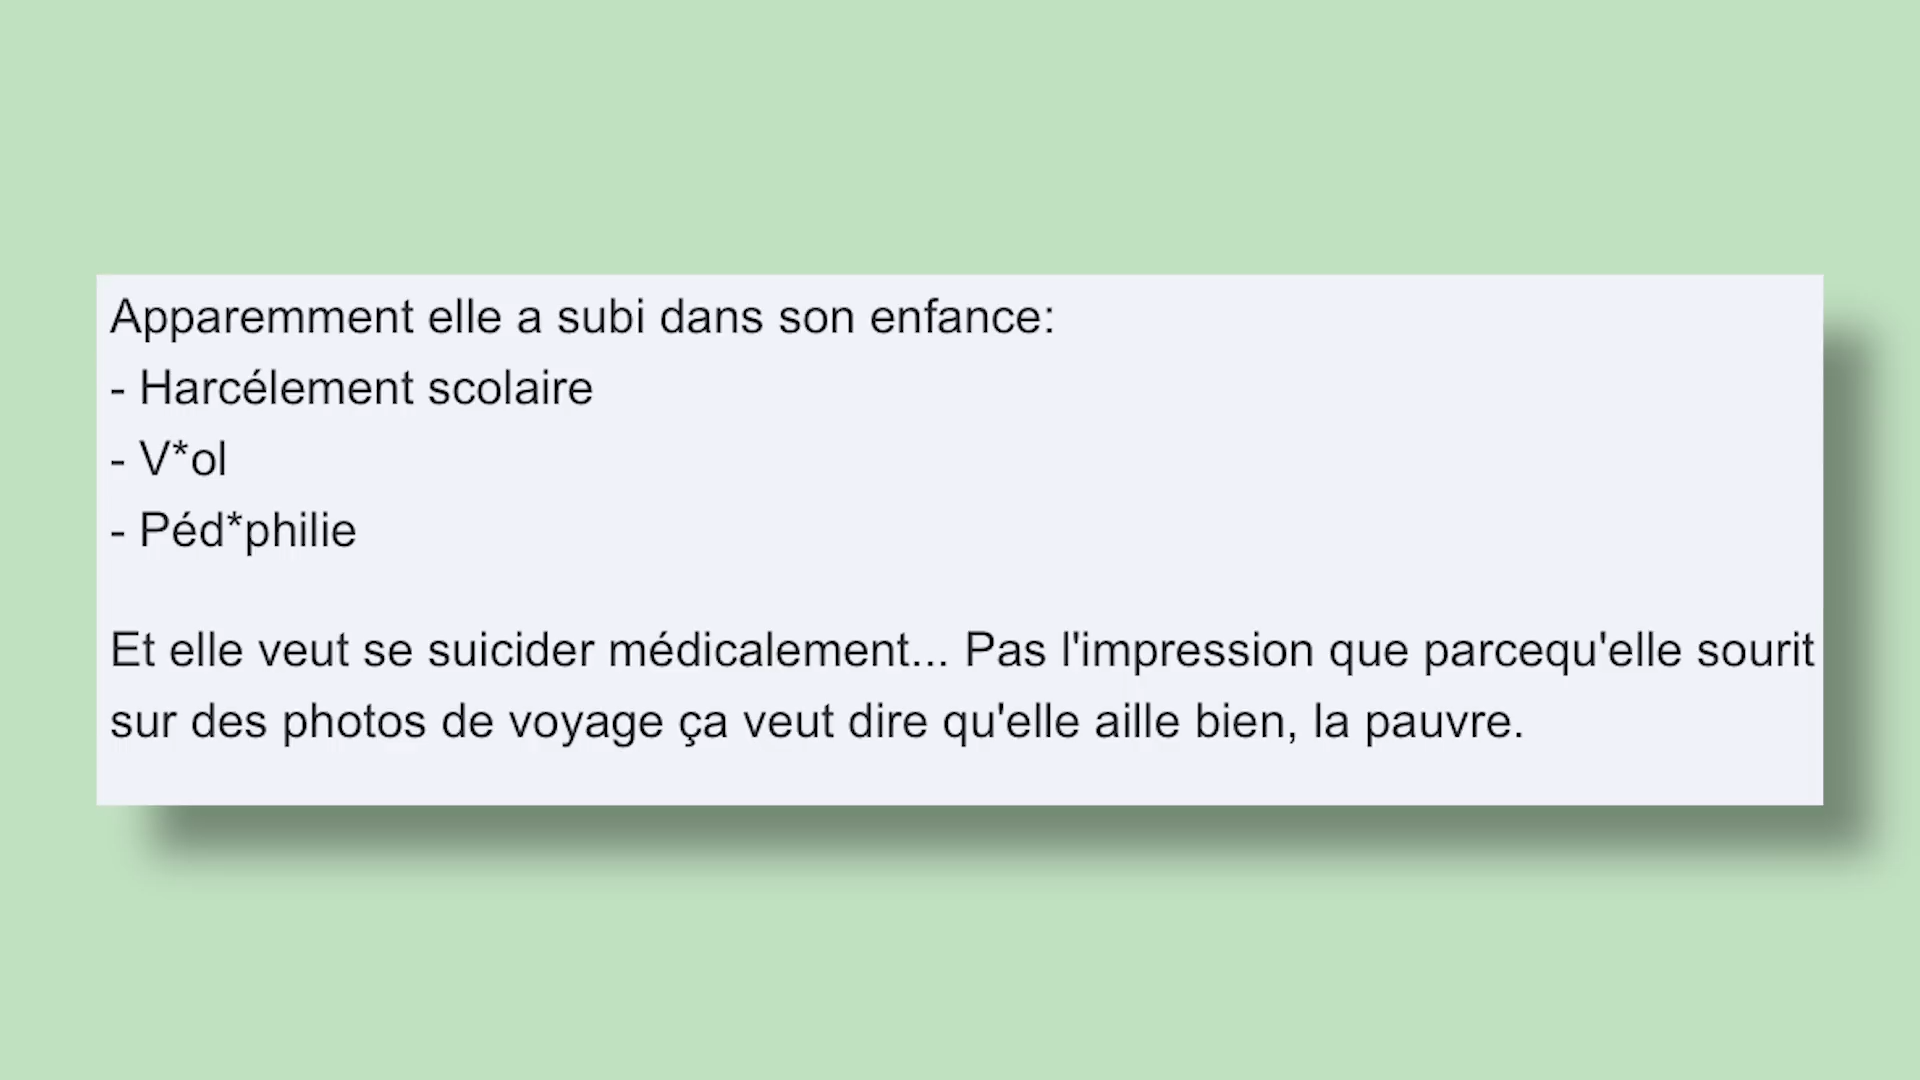 Apparemment elle a subi dans son enfance:
- Harcélement scolaire
- V*ol
- Péd*philie
Et elle veut se suicider médicalement... Pas l'impression que parcequ'elle sourit
sur des photos de voyage ça veut dire qu'elle aille bien, la pauvre.